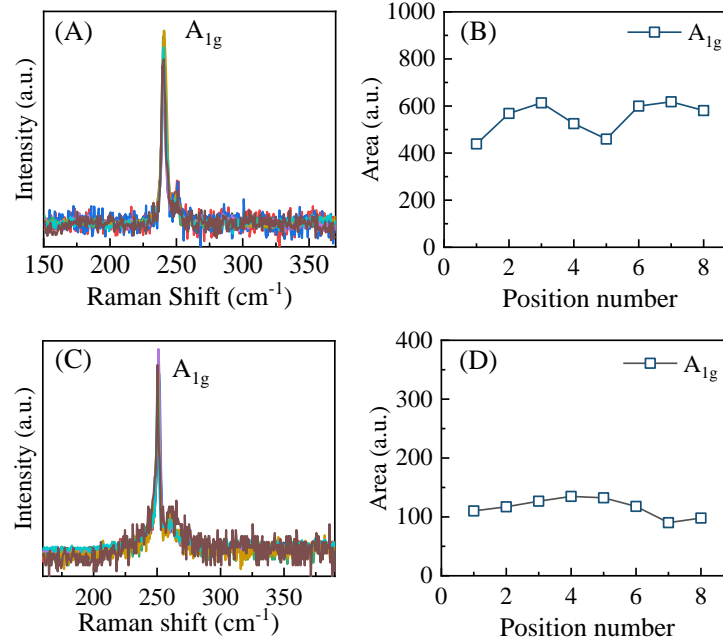 (A)
A1g
Intensity (a.u.)
150 200 250 300 350
Raman Shift (cm-1)
(B)
A1g
Area (a.u.)
1000
800
600
400
200
0
0 2 4 6 8
Position number
(C)
A1g
Intensity (a.u.)
200 250 300 350
Raman shift (cm-1)
(D)
A1g
Area (a.u.)
400
300
200
100
0
0 2 4 6 8
Position number